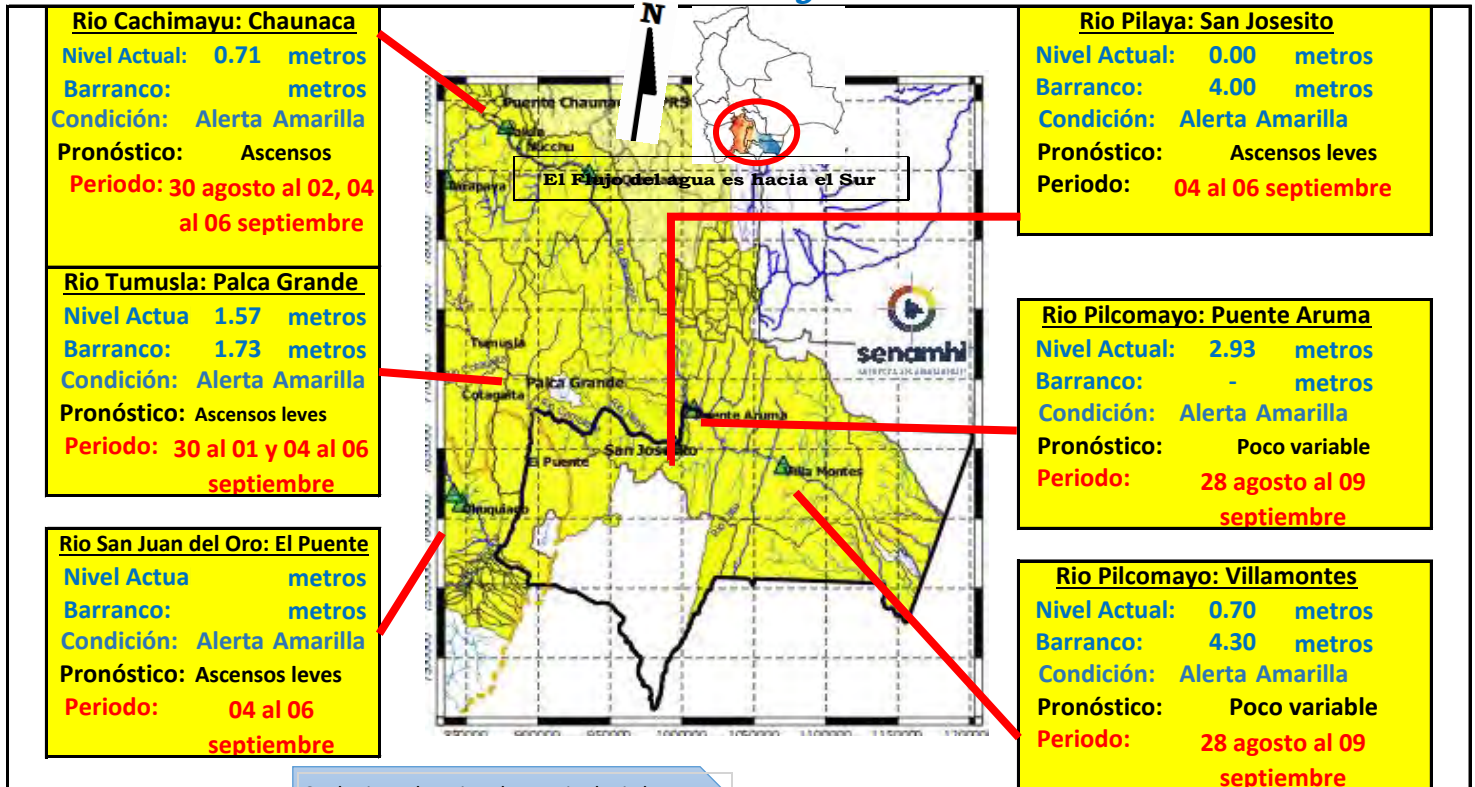 Rio Cachimayu: Chaunaca
Nivel Actual: 0.71 metros
Barranco: metros
Condición: Alerta Amarilla
Pronóstico: Ascensos
Periodo: 30 agosto al 02, 04
al 06 septiembre
Rio Tumusla: Palca Grande
Nivel Actua 1.57 metros
Barranco: 1.73 metros
Condición: Alerta Amarilla
Pronóstico: Ascensos leves
Periodo: 30 al 01 y 04 al 06
septiembre
Rio San Juan del Oro: El Puente
Nivel Actua metros
Barranco: metros
Condición: Alerta Amarilla
Pronóstico: Ascensos leves
Periodo: 04 al 06
septiembre
N
Puente Chaunaca
El Flujo del agua es hacia el Sur
Tarapaya
Tumusla
Palca Grande
Cotagaita
Puente Aruma
San Josesito
El Puente
Villa Montes
Chuquiago
senamhi
900000
950000
1000000
1050000
1100000
1150000
Rio Pilaya: San Josesito
Nivel Actual: 0.00 metros
Barranco: 4.00 metros
Condición: Alerta Amarilla
Pronóstico: Ascensos leves
Periodo: 04 al 06 septiembre
Rio Pilcomayo: Puente Aruma
Nivel Actual: 2.93 metros
Barranco: - metros
Condición: Alerta Amarilla
Pronóstico: Poco variable
Periodo: 28 agosto al 09
septiembre
Rio Pilcomayo: Villamontes
Nivel Actual: 0.70 metros
Barranco: 4.30 metros
Condición: Alerta Amarilla
Pronóstico: Poco variable
Periodo: 28 agosto al 09
septiembre